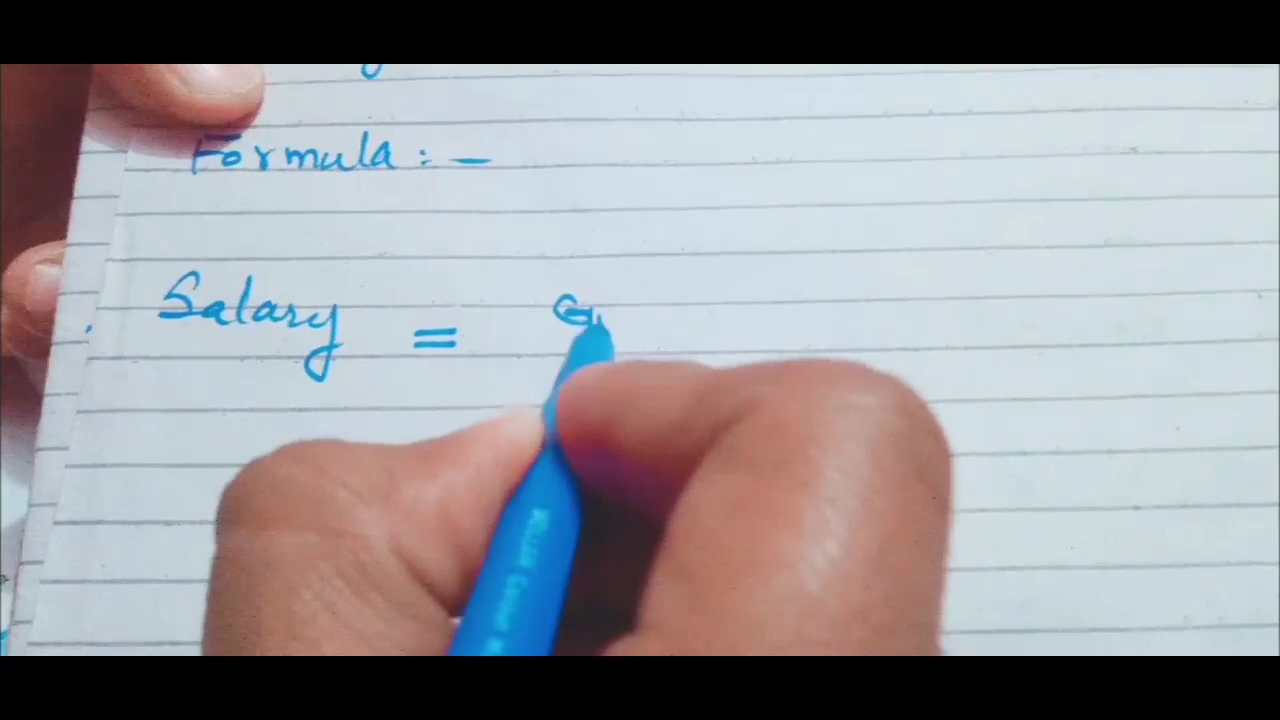 Formula : –
Salary = G